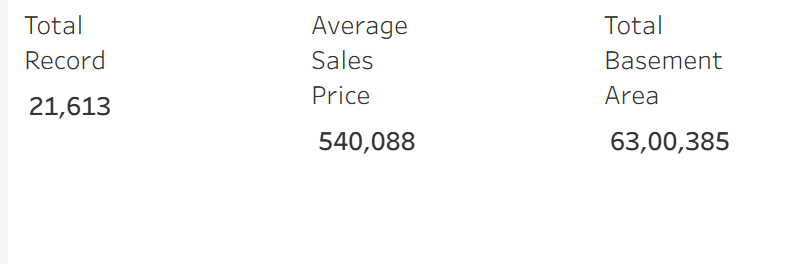 Total
Record
21,613
Average
Sales
Price
540,088
Total
Basement
Area
63,00,385